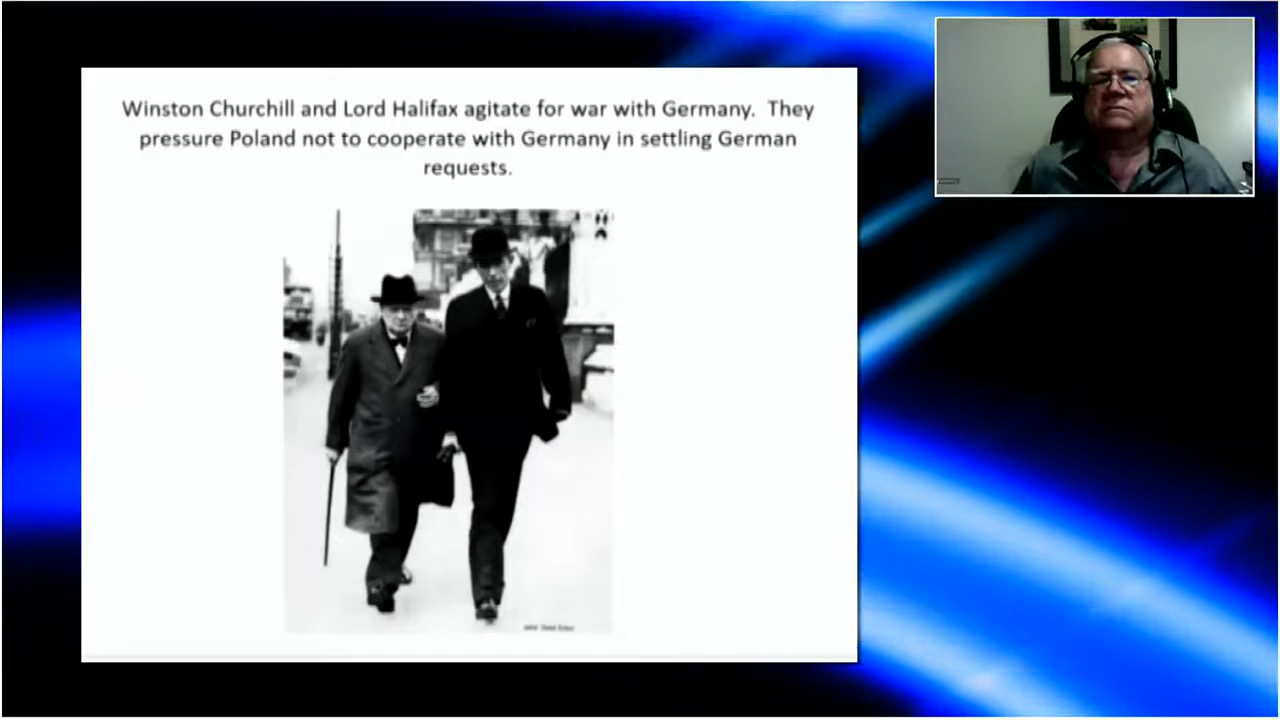 Winston Churchill and Lord Halifax agitate for war with Germany.  They
pressure Poland not to cooperate with Germany in settling German
requests.